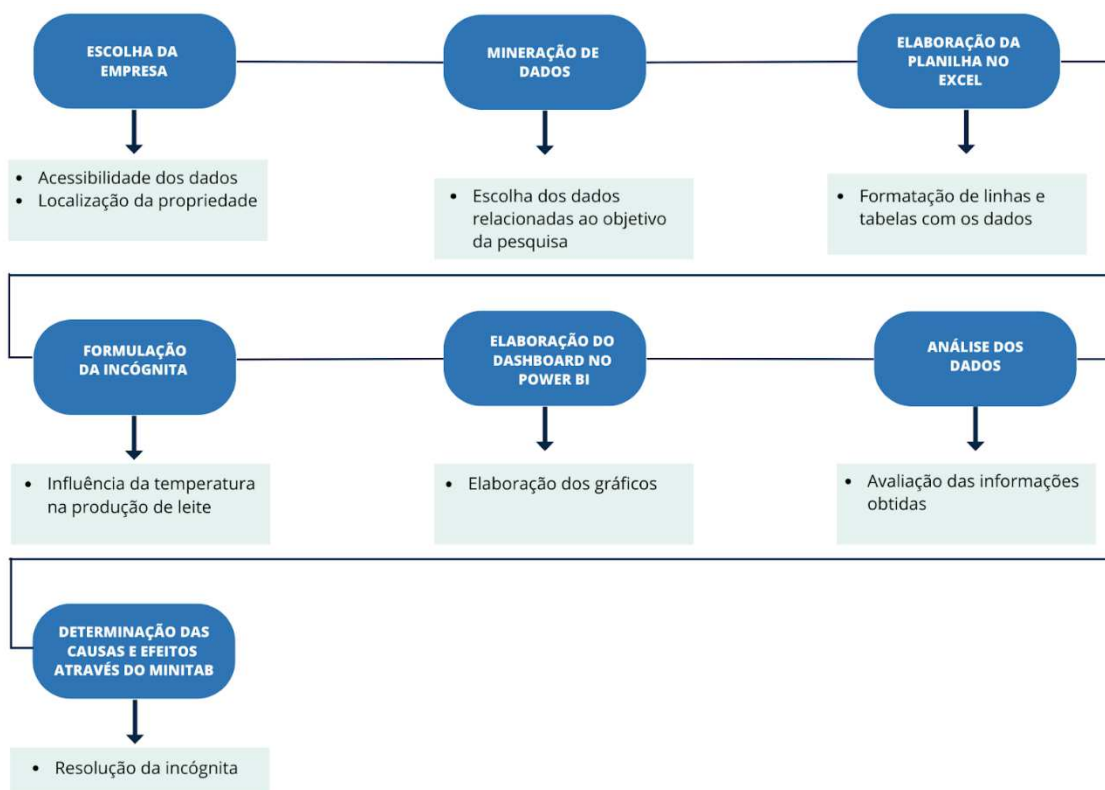 ESCOLHA DA
EMPRESA
MINERAÇÃO DE
DADOS
ELABORAÇÃO DA
PLANILHA NO
EXCEL
• Acessibilidade dos dados
• Localização da propriedade
• Escolha dos dados
relacionadas ao objetivo
da pesquisa
• Formatação de linhas e
tabelas com os dados
FORMULAÇÃO
DA INCÓGNITA
ELABORAÇÃO DO
DASHBOARD NO
POWER BI
ANÁLISE DOS
DADOS
• Influência da temperatura
na produção de leite
• Elaboração dos gráficos
• Avaliação das informações
obtidas
DETERMINAÇÃO DAS
CAUSAS E EFEITOS
ATRAVÉS DO MINITAB
• Resolução da incógnita